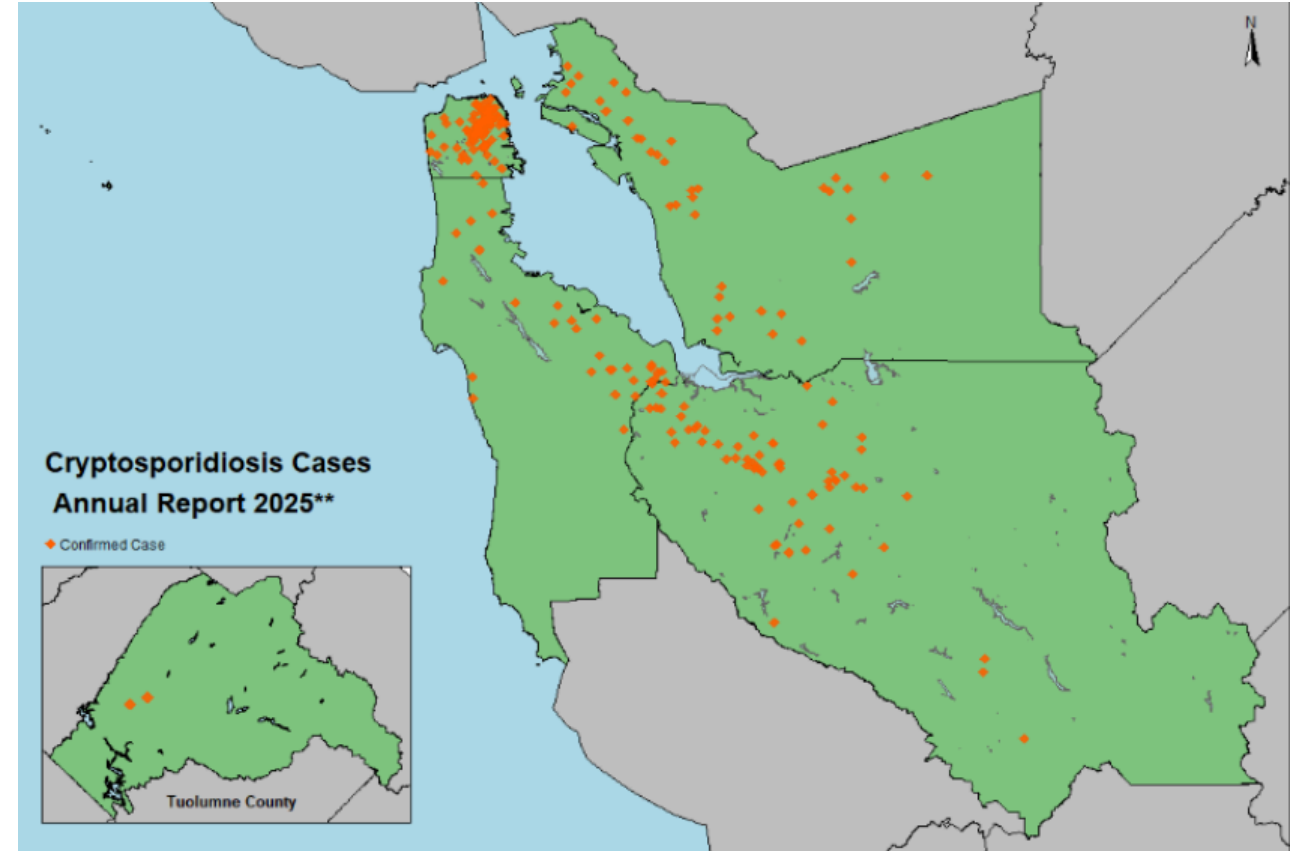 N
Cryptosporidiosis Cases
Annual Report 2025**
Confirmed Case
Tuolumne County